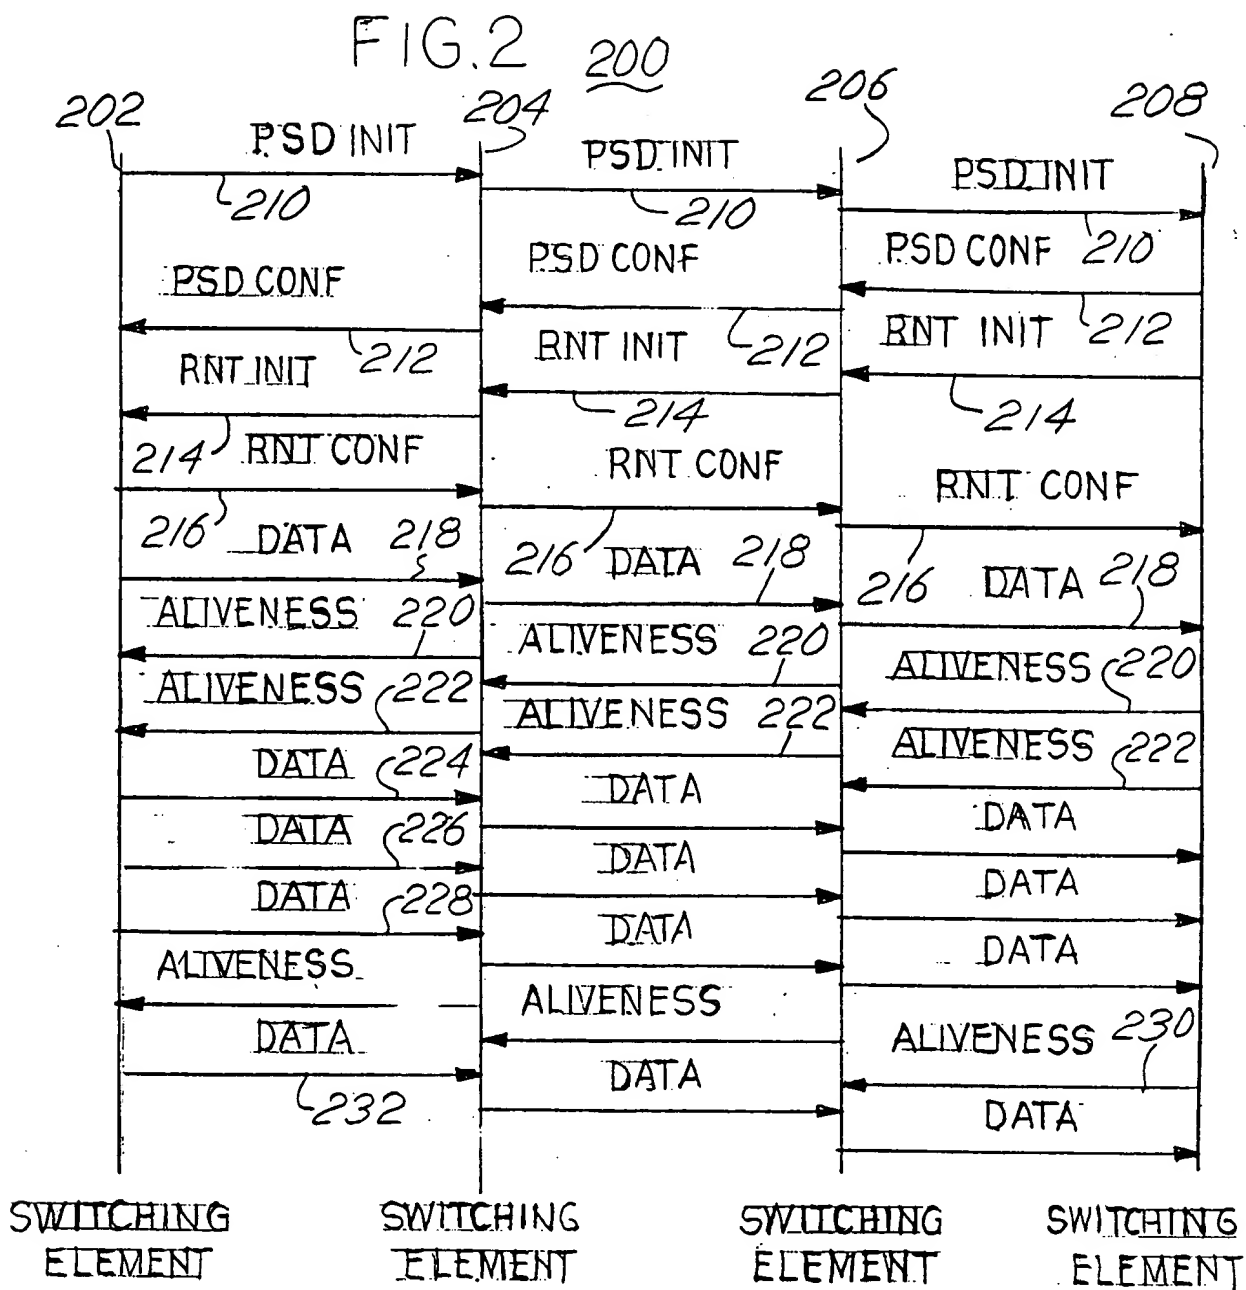 FIG.2 200
202 204 206 208
PSD INIT PSD INIT PSD INIT
210 210 210
PSD CONF PSD CONF PSD CONF
212 212 212
RNT INIT RNT INIT RNT INIT
214 214 214
RNT CONF RNT CONF RNT CONF
216 216 216
DATA 218 DATA 218 DATA 218
ALIVENESS 220 ALIVENESS 220 ALIVENESS 220
ALIVENESS 222 ALIVENESS 222 ALIVENESS 222
DATA 224 DATA DATA
DATA 226 DATA DATA
DATA 228 DATA DATA
ALIVENESS ALIVENESS ALIVENESS 230
DATA DATA DATA
232
SWITCHING SWITCHING SWITCHING SWITCHING
ELEMENT ELEMENT ELEMENT ELEMENT